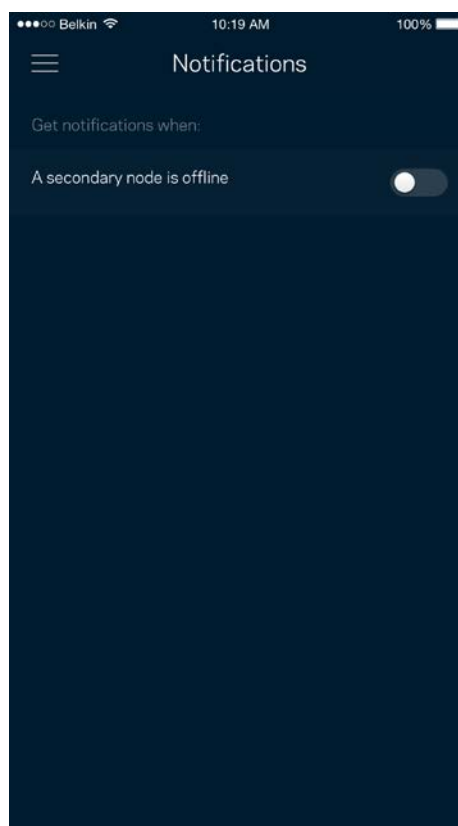 Belkin 10:19 AM 100%
Notifications
Get notifications when:
A secondary node is offline